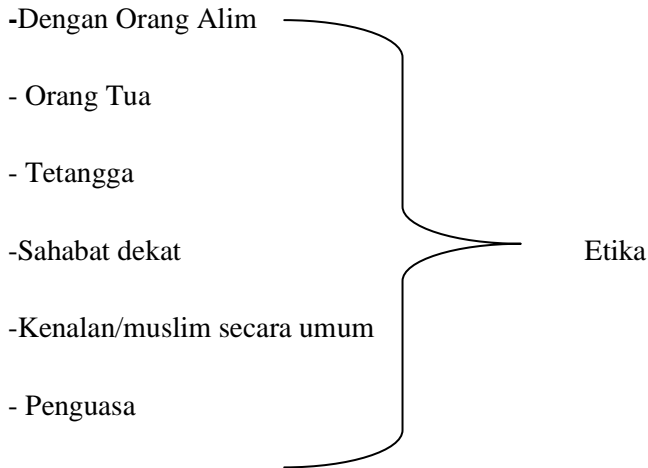 -Dengan Orang Alim
- Orang Tua
- Tetangga
-Sahabat dekat
Etika
-Kenalan/muslim secara umum
- Penguasa